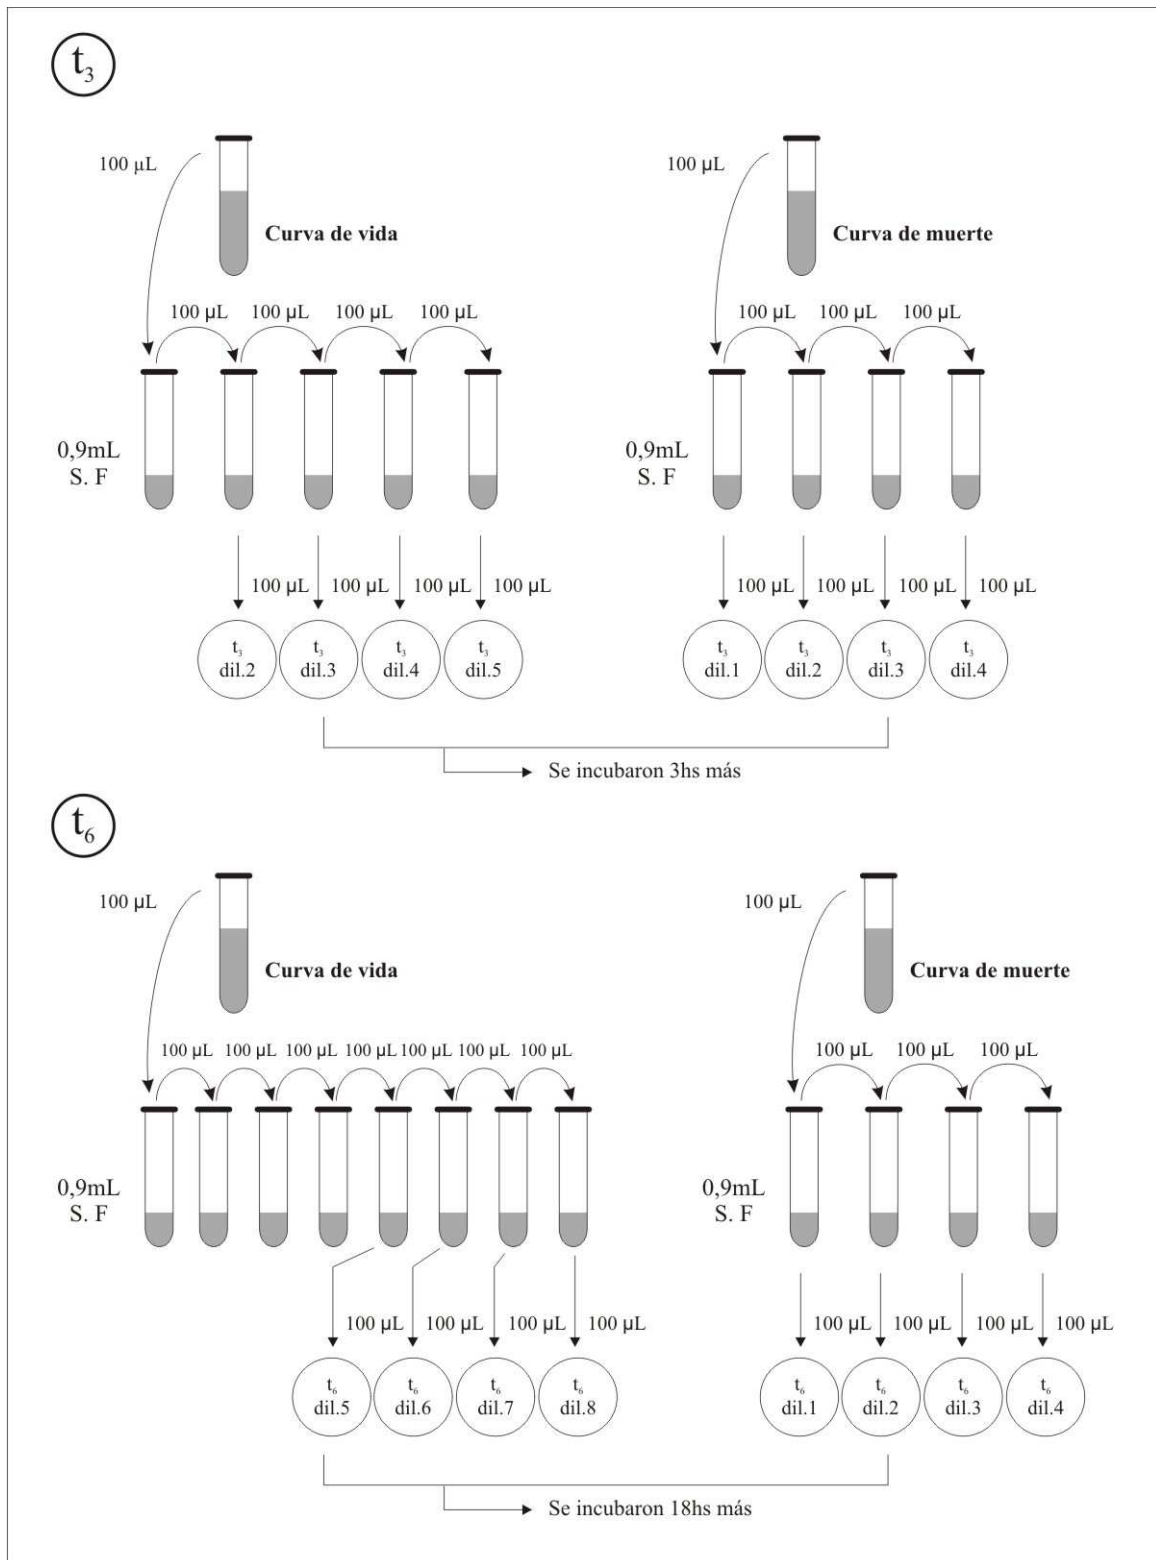 t₃
100 µL
Curva de vida
100 µL 100 µL 100 µL 100 µL
0,9mL
S. F
100 µL 100 µL 100 µL 100 µL
t₃ dil.2
t₃ dil.3
t₃ dil.4
t₃ dil.5
100 µL
Curva de muerte
100 µL 100 µL 100 µL
0,9mL
S. F
100 µL 100 µL 100 µL 100 µL
t₃ dil.1
t₃ dil.2
t₃ dil.3
t₃ dil.4
Se incubaron 3hs más
t₆
100 µL
Curva de vida
100 µL 100 µL 100 µL 100 µL 100 µL 100 µL 100 µL
0,9mL
S. F
100 µL 100 µL 100 µL 100 µL
t₆ dil.5
t₆ dil.6
t₆ dil.7
t₆ dil.8
100 µL
Curva de muerte
100 µL 100 µL 100 µL
0,9mL
S. F
100 µL 100 µL 100 µL 100 µL
t₆ dil.1
t₆ dil.2
t₆ dil.3
t₆ dil.4
Se incubaron 18hs más